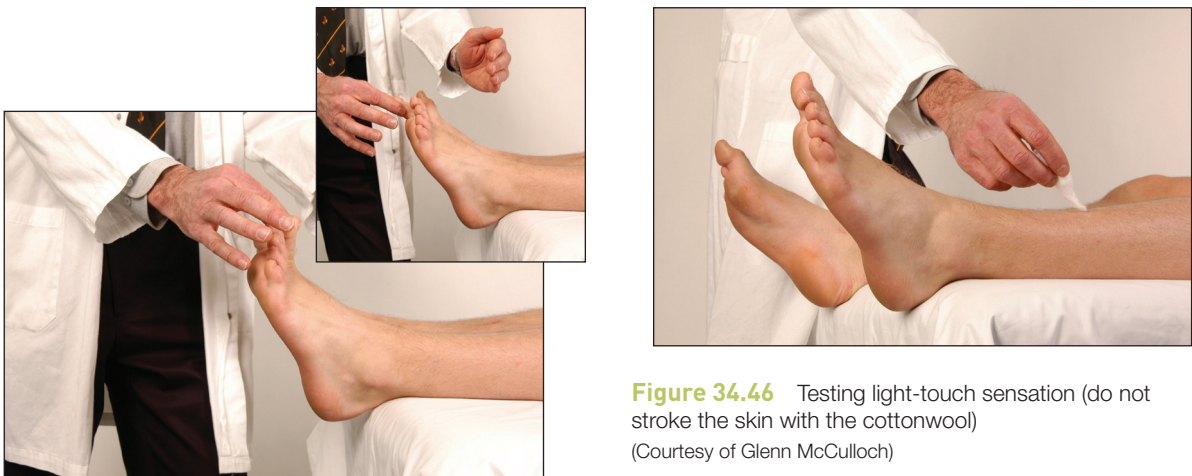 Figure 34.46 Testing light-touch sensation (do not
stroke the skin with the cottonwool)
(Courtesy of Glenn McCulloch)